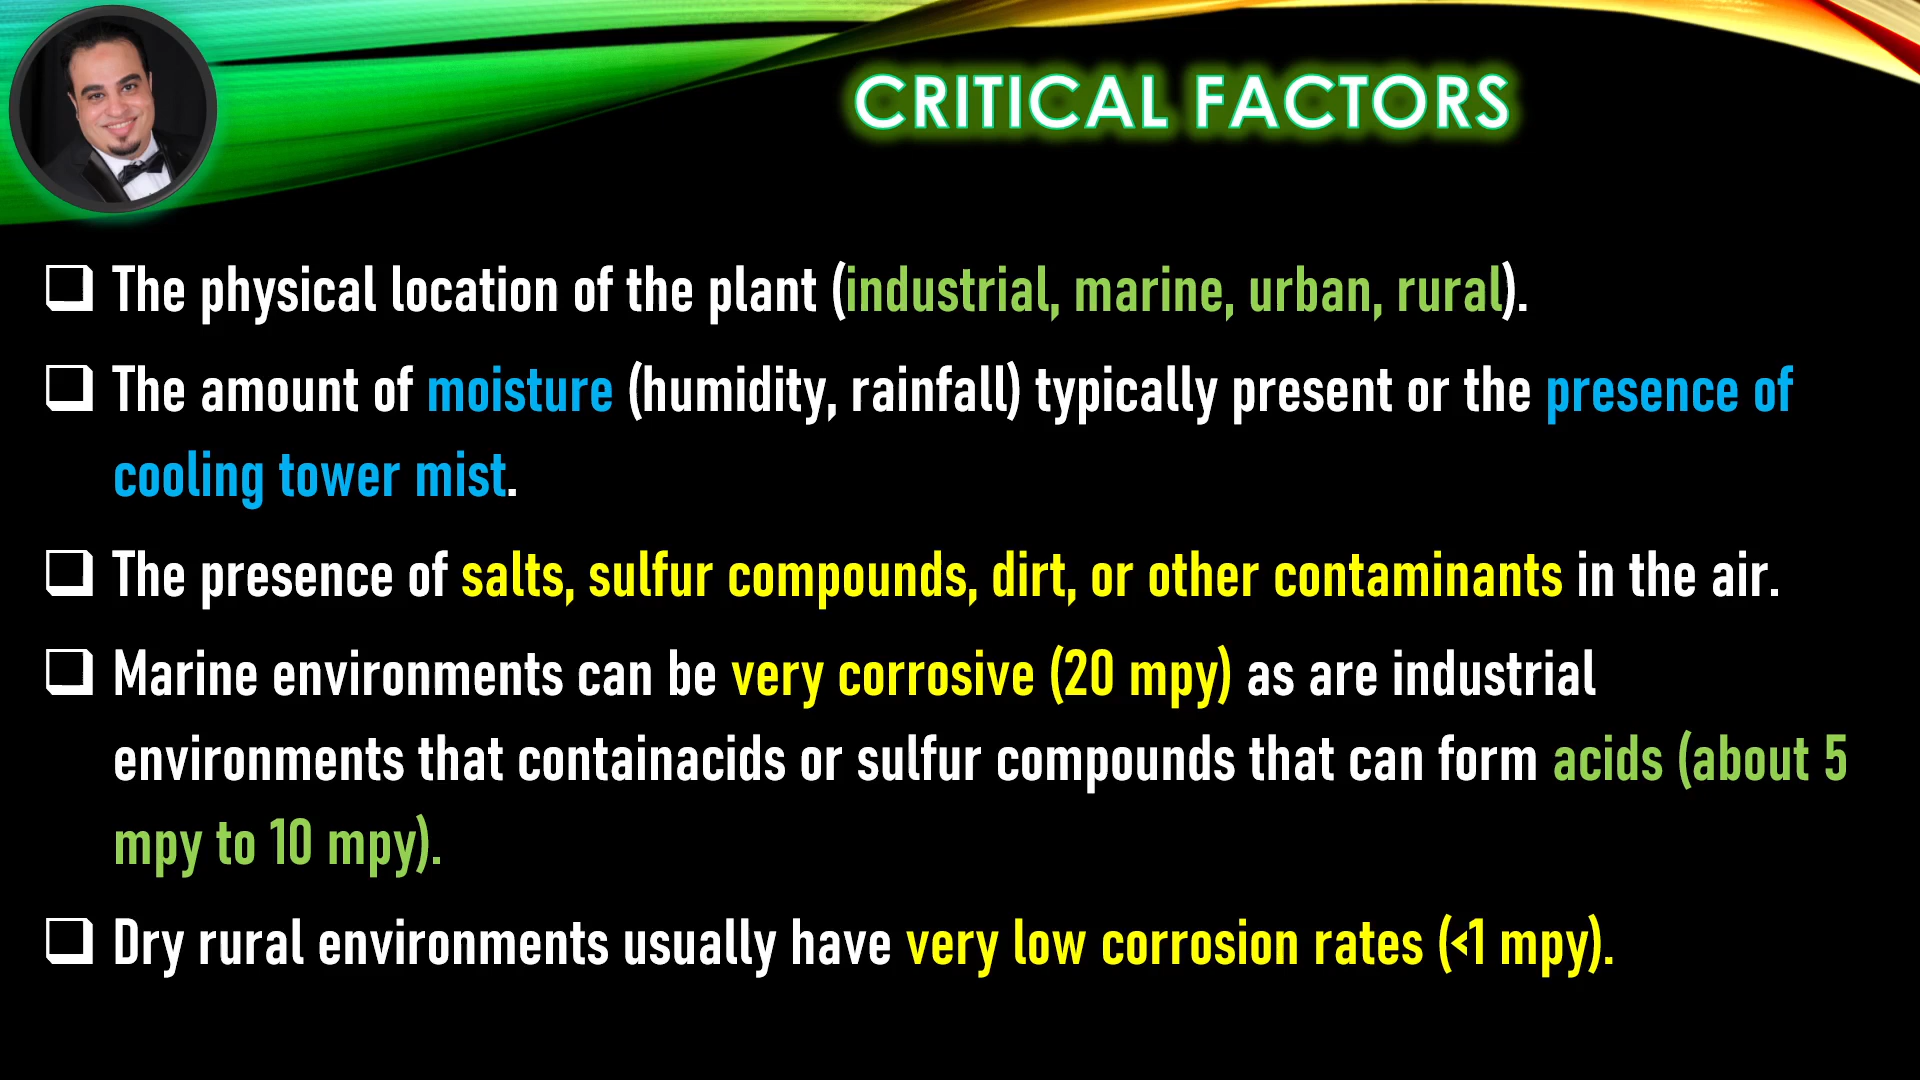 CRITICAL FACTORS
The physical location of the plant (industrial, marine, urban, rural).
The amount of moisture (humidity, rainfall) typically present or the presence of
cooling tower mist.
The presence of salts, sulfur compounds, dirt, or other contaminants in the air.
Marine environments can be very corrosive (20 mpy) as are industrial
environments that containacids or sulfur compounds that can form acids (about 5
mpy to 10 mpy).
Dry rural environments usually have very low corrosion rates (<1 mpy).